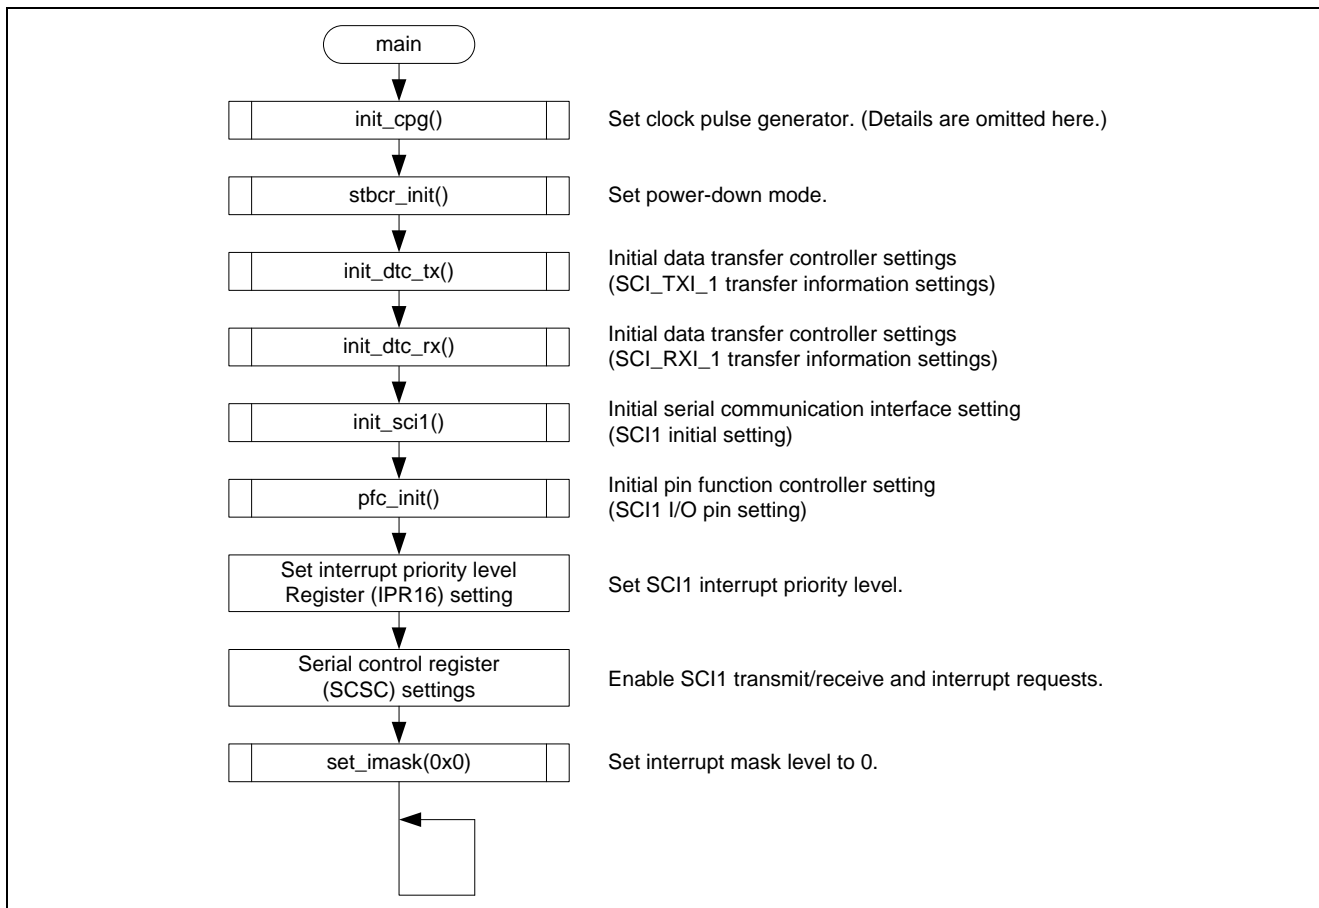 main
init_cpg()
Set clock pulse generator. (Details are omitted here.)
stbcr_init()
Set power-down mode.
init_dtc_tx()
Initial data transfer controller settings
(SCI_TXI_1 transfer information settings)
init_dtc_rx()
Initial data transfer controller settings
(SCI_RXI_1 transfer information settings)
init_sci1()
Initial serial communication interface setting
(SCI1 initial setting)
pfc_init()
Initial pin function controller setting
(SCI1 I/O pin setting)
Set interrupt priority level
Register (IPR16) setting
Set SCI1 interrupt priority level.
Serial control register
(SCSC) settings
Enable SCI1 transmit/receive and interrupt requests.
set_imask(0x0)
Set interrupt mask level to 0.